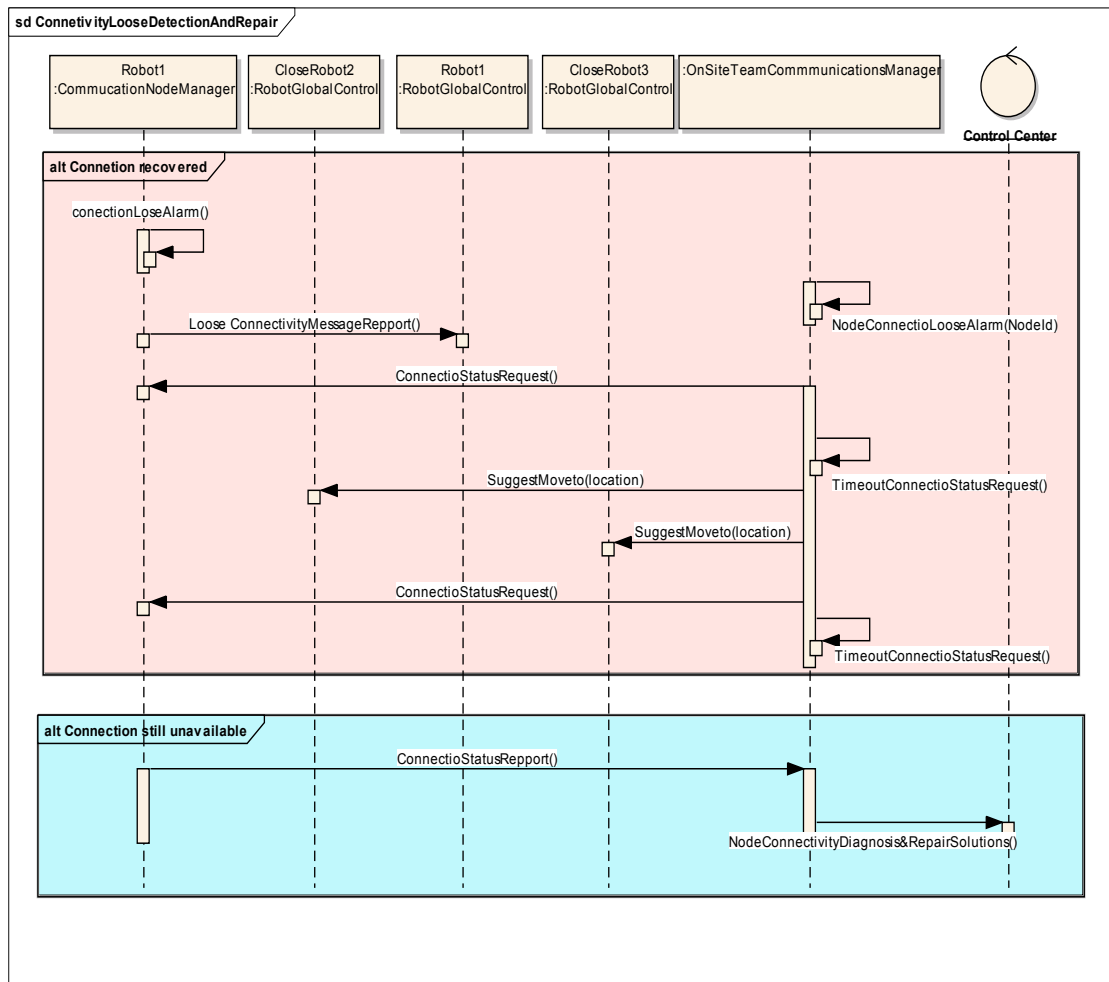 sd ConnetivityLooseDetectionAndRepair
Robot1
:CommucationNodeManager
CloseRobot2
:RobotGlobalControl
Robot1
:RobotGlobalControl
CloseRobot3
:RobotGlobalControl
:OnSiteTeamCommmunicationsManager
Control Center
alt Connetion recovered
conectionLoseAlarm()
NodeConnectioLooseAlarm(NodeId)
Loose ConnectivityMessageRepport()
ConnectioStatusRequest()
TimeoutConnectioStatusRequest()
SuggestMoveto(location)
SuggestMoveto(location)
ConnectioStatusRequest()
TimeoutConnectioStatusRequest()
alt Connection still unavailable
ConnectioStatusRepport()
NodeConnectivityDiagnosis&RepairSolutions()